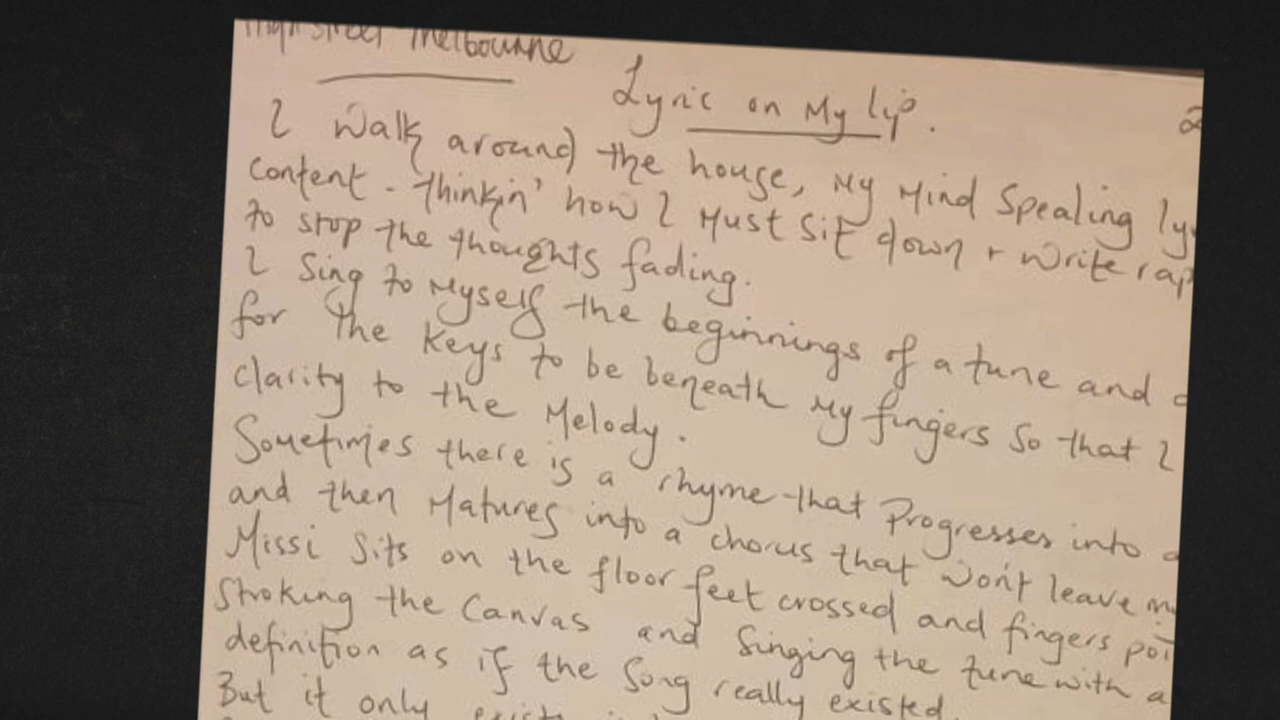 High Street Melbourne
Lyric on My lip.
I walk around the house, My Mind Spealing
Content - thinkin' how I Must Sit down + write
to stop the thoughts fading.
I Sing to Myself the beginnings of a tune and
for the keys to be beneath My fingers So that I
clarity to the Melody.
Sometimes there is a rhyme that Progresses into
and then Matures into a chorus that won't leave
Missi Sits on the floor feet crossed and fingers
Stroking the Canvas and Singing the tune with a
definition as if the Song really existed.
But it only